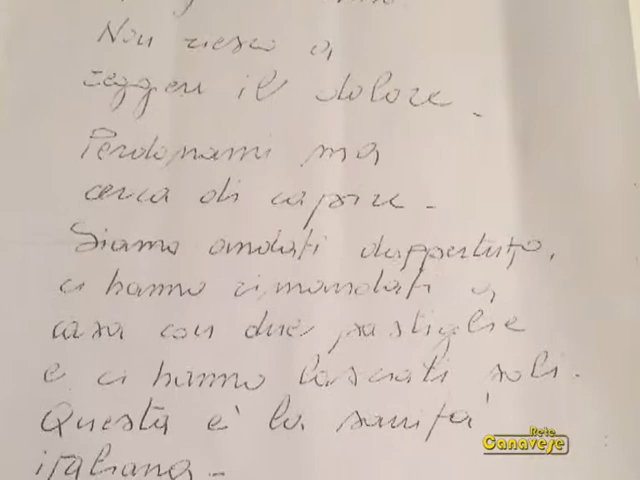 Non riesco a
reggere il dolore.
Perdonami ma
cerca di capire.
Siamo andati dappertutto,
ci hanno rimandati a
casa con due pastiglie
e ci hanno lasciati soli.
Questa è la sanità
italiana.
Rete
Canavese